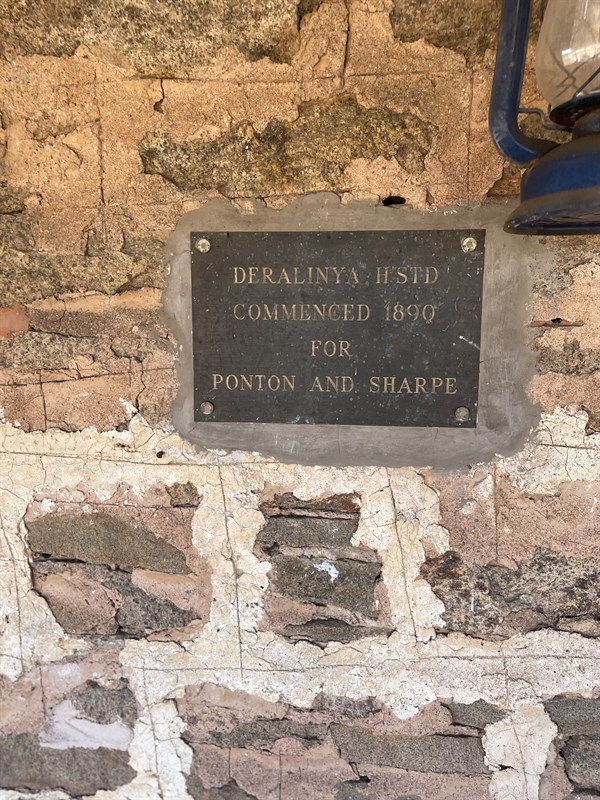 DERALINYA H'STD
COMMENCED 1890
FOR
PONTON AND SHARPE